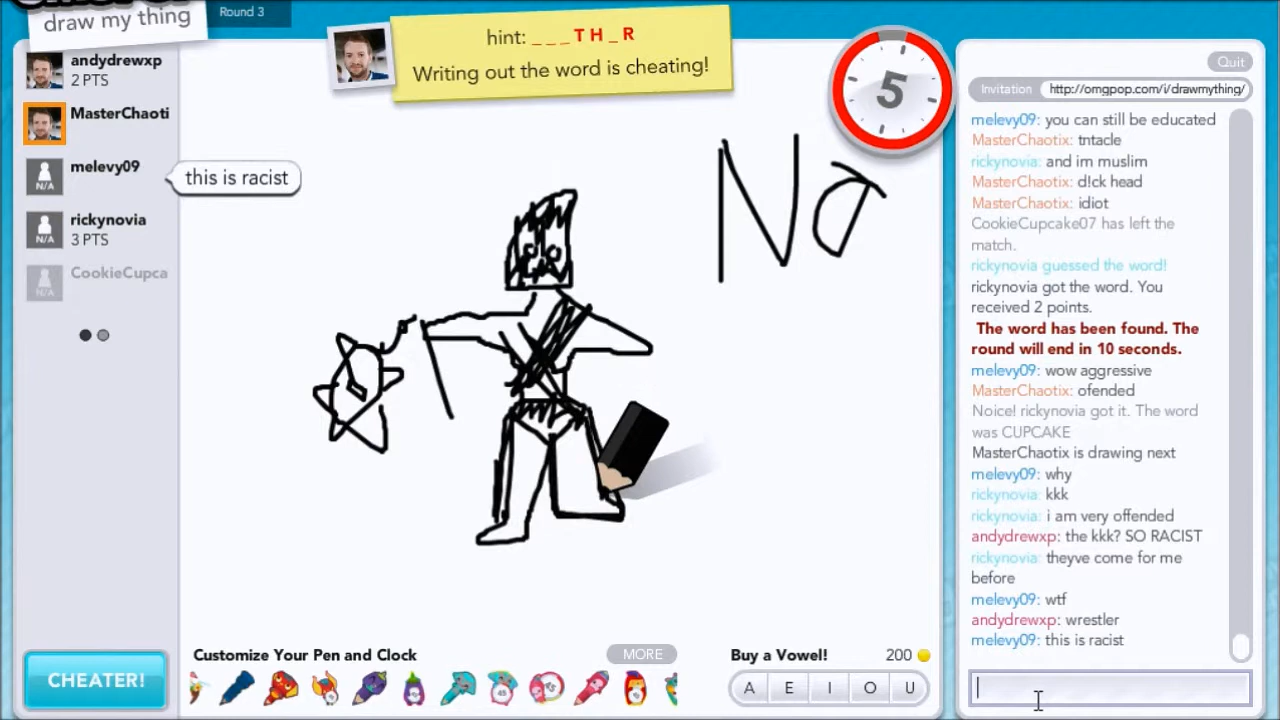 draw my thing
Round 3
andydrewxp
2 PTS
MasterChaoti
N/A
melevy09
this is racist
N/A
rickynovia
3 PTS
N/A
CookieCupca
hint: _ _ _ T H _ R
Writing out the word is cheating!
5
No
Quit
Invitation http://omgpop.com/i/drawmything/
melevy09: you can still be educated
MasterChaotix: tntacle
rickynovia: and im muslim
MasterChaotix: d!ck head
MasterChaotix: idiot
CookieCupcake07 has left the
match.
rickynovia guessed the word!
rickynovia got the word. You
received 2 points.
The word has been found. The
round will end in 10 seconds.
melevy09: wow aggressive
MasterChaotix: ofended
Noice! rickynovia got it. The word
was CUPCAKE
MasterChaotix is drawing next
melevy09: why
rickynovia: kkk
rickynovia: i am very offended
andydrewxp: the kkk? SO RACIST
rickynovia: theyve come for me
before
melevy09: wtf
andydrewxp: wrestler
melevy09: this is racist
Customize Your Pen and Clock
MORE
Buy a Vowel! 200
A E I O U
CHEATER!